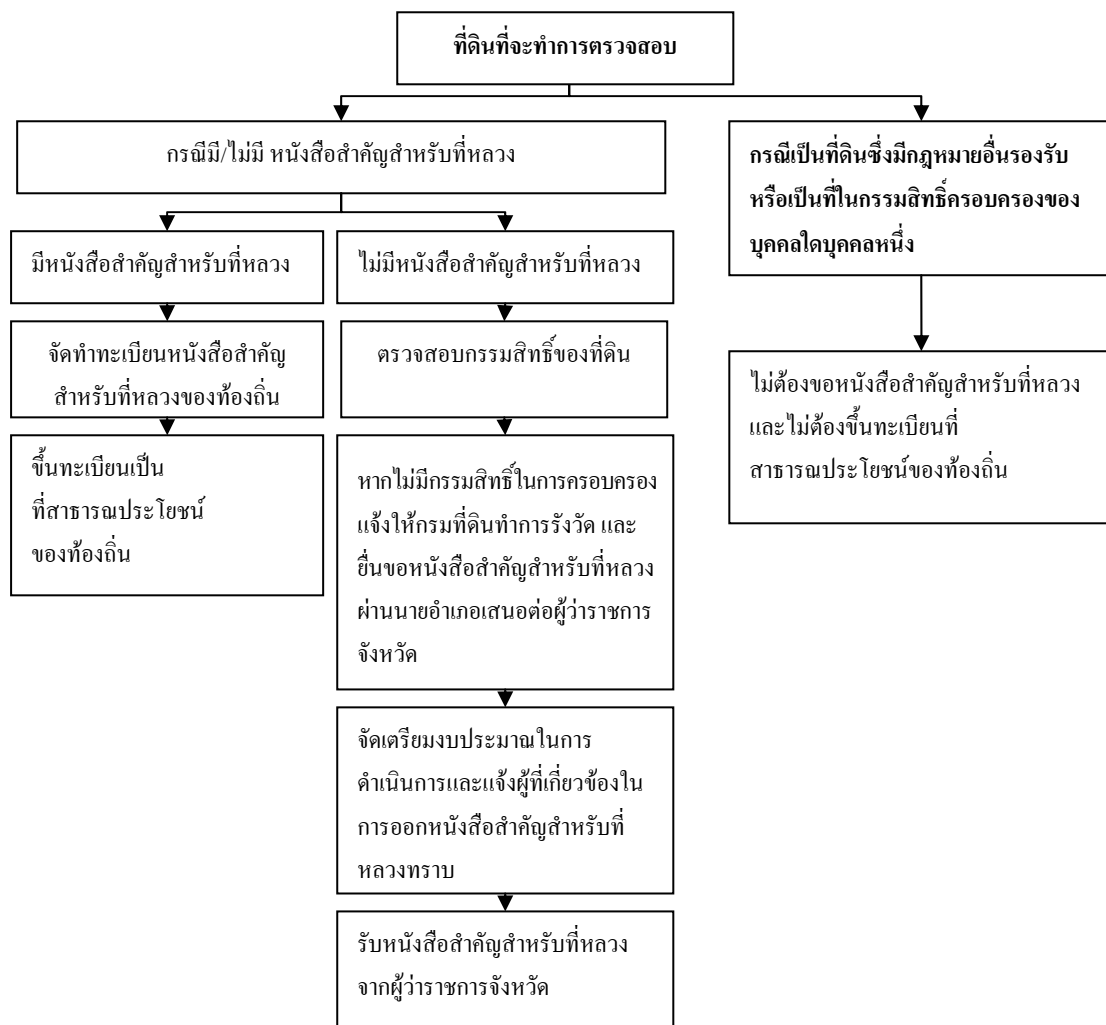 ที่ดินที่จะทำการตรวจสอบ
กรณีมี/ไม่มี หนังสือสำคัญสำหรับที่หลวง
กรณีเป็นที่ดินซึ่งมีกฎหมายอื่นรองรับ
หรือเป็นที่ในกรรมสิทธิ์ครอบครองของ
บุคคลใดบุคคลหนึ่ง
มีหนังสือสำคัญสำหรับที่หลวง
ไม่มีหนังสือสำคัญสำหรับที่หลวง
จัดทำทะเบียนหนังสือสำคัญ
สำหรับที่หลวงของท้องถิ่น
ตรวจสอบกรรมสิทธิ์ของที่ดิน
ไม่ต้องขอหนังสือสำคัญสำหรับที่หลวง
และไม่ต้องขึ้นทะเบียนที่
สาธารณประโยชน์ของท้องถิ่น
ขึ้นทะเบียนเป็น
ที่สาธารณประโยชน์
ของท้องถิ่น
หากไม่มีกรรมสิทธิ์ในการครอบครอง
แจ้งให้กรมที่ดินทำการรังวัด และ
ยื่นขอหนังสือสำคัญสำหรับที่หลวง
ผ่านนายอำเภอเสนอต่อผู้ว่าราชการ
จังหวัด
จัดเตรียมงบประมาณในการ
ดำเนินการและแจ้งผู้ที่เกี่ยวข้องใน
การออกหนังสือสำคัญสำหรับที่
หลวงทราบ
รับหนังสือสำคัญสำหรับที่หลวง
จากผู้ว่าราชการจังหวัด